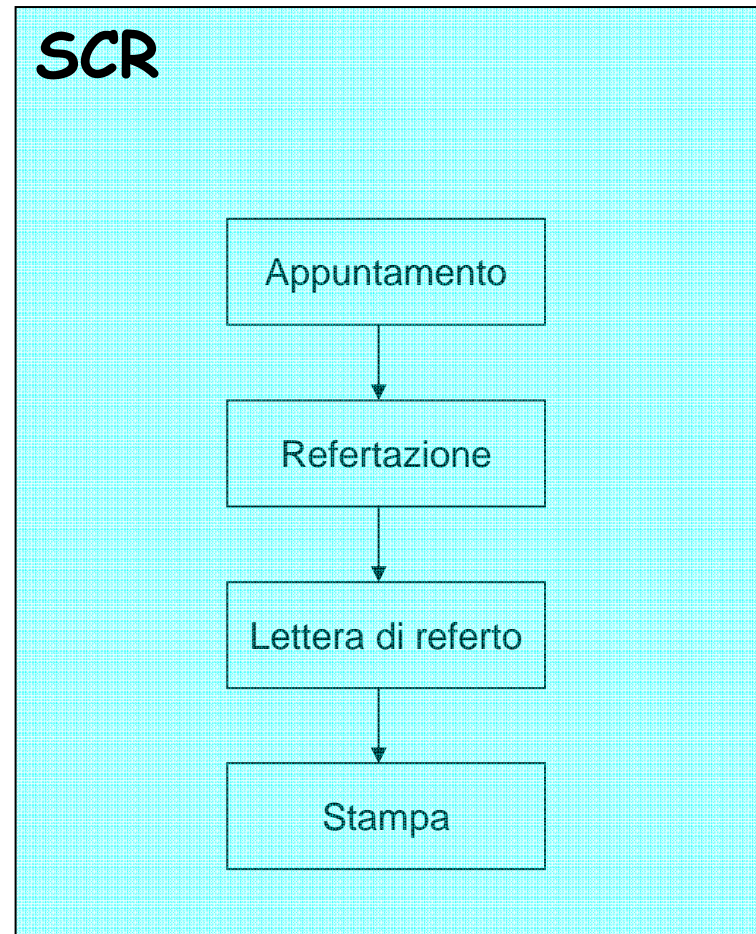 SCR
Appuntamento
Refertazione
Lettera di referto
Stampa